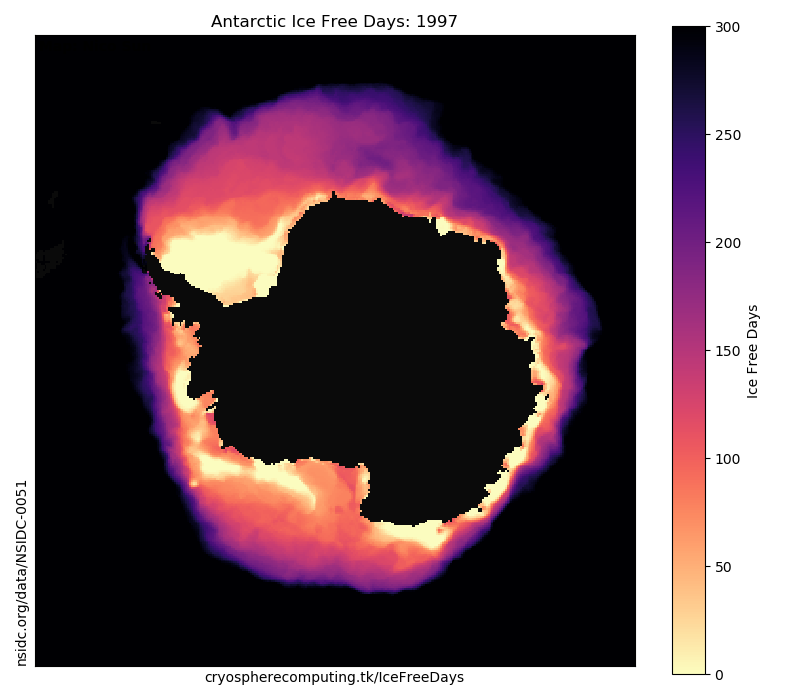 Antarctic Ice Free Days: 1997
300
250
200
150
100
50
0
Ice Free Days
nsidc.org/data/NSIDC-0051
cryospherecomputing.tk/IceFreeDays